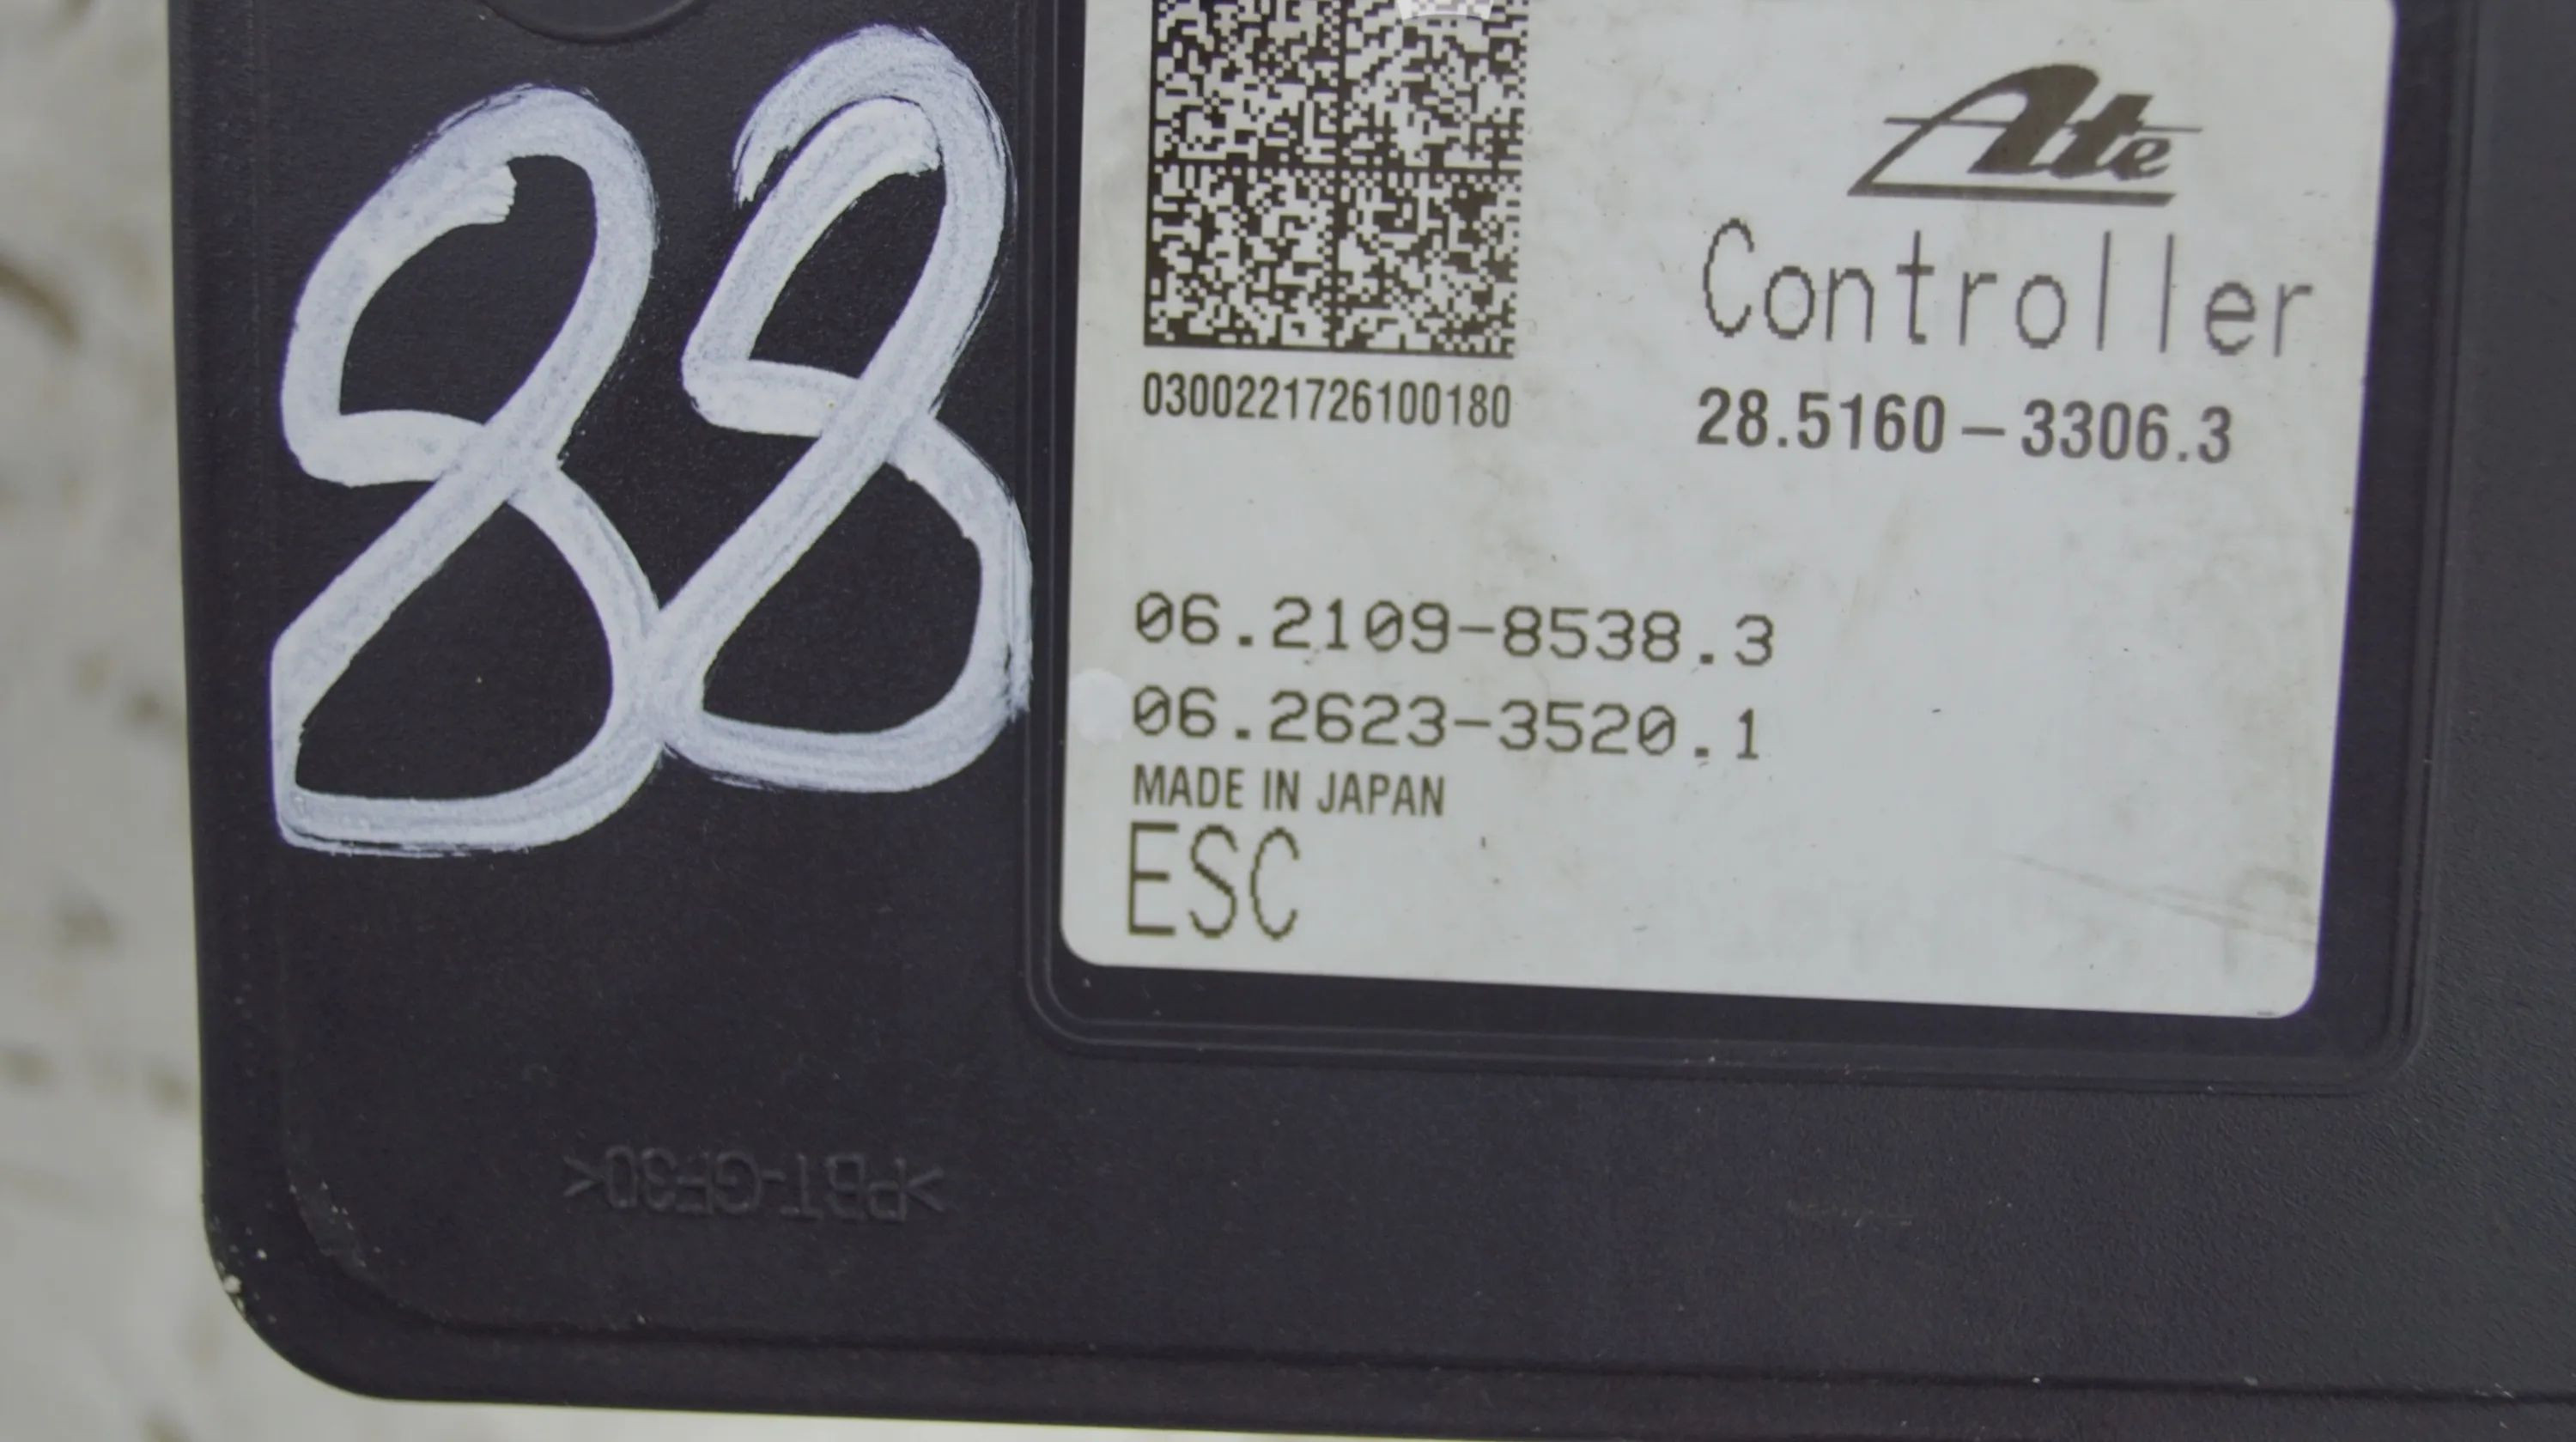 88
Ate
Controller
0300221726100180
28.5160-3306.3
06.2109-8538.3
06.2623-3520.1
MADE IN JAPAN
ESC
>PBT-GF30<